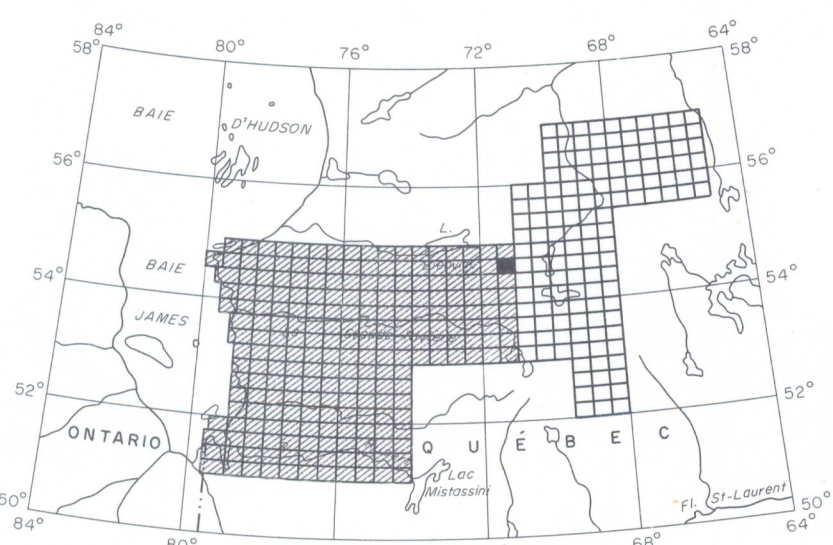 84° 80° 76° 72° 68° 64°
58° 58°
BAIE
D'HUDSON
56° 56°
L.
BAIE
54° 54°
JAMES
52° 52°
ONTARIO
QUÉBEC
Lac
Mistassini
Fl. St-Laurent
50° 50°
84° 80° 68° 64°